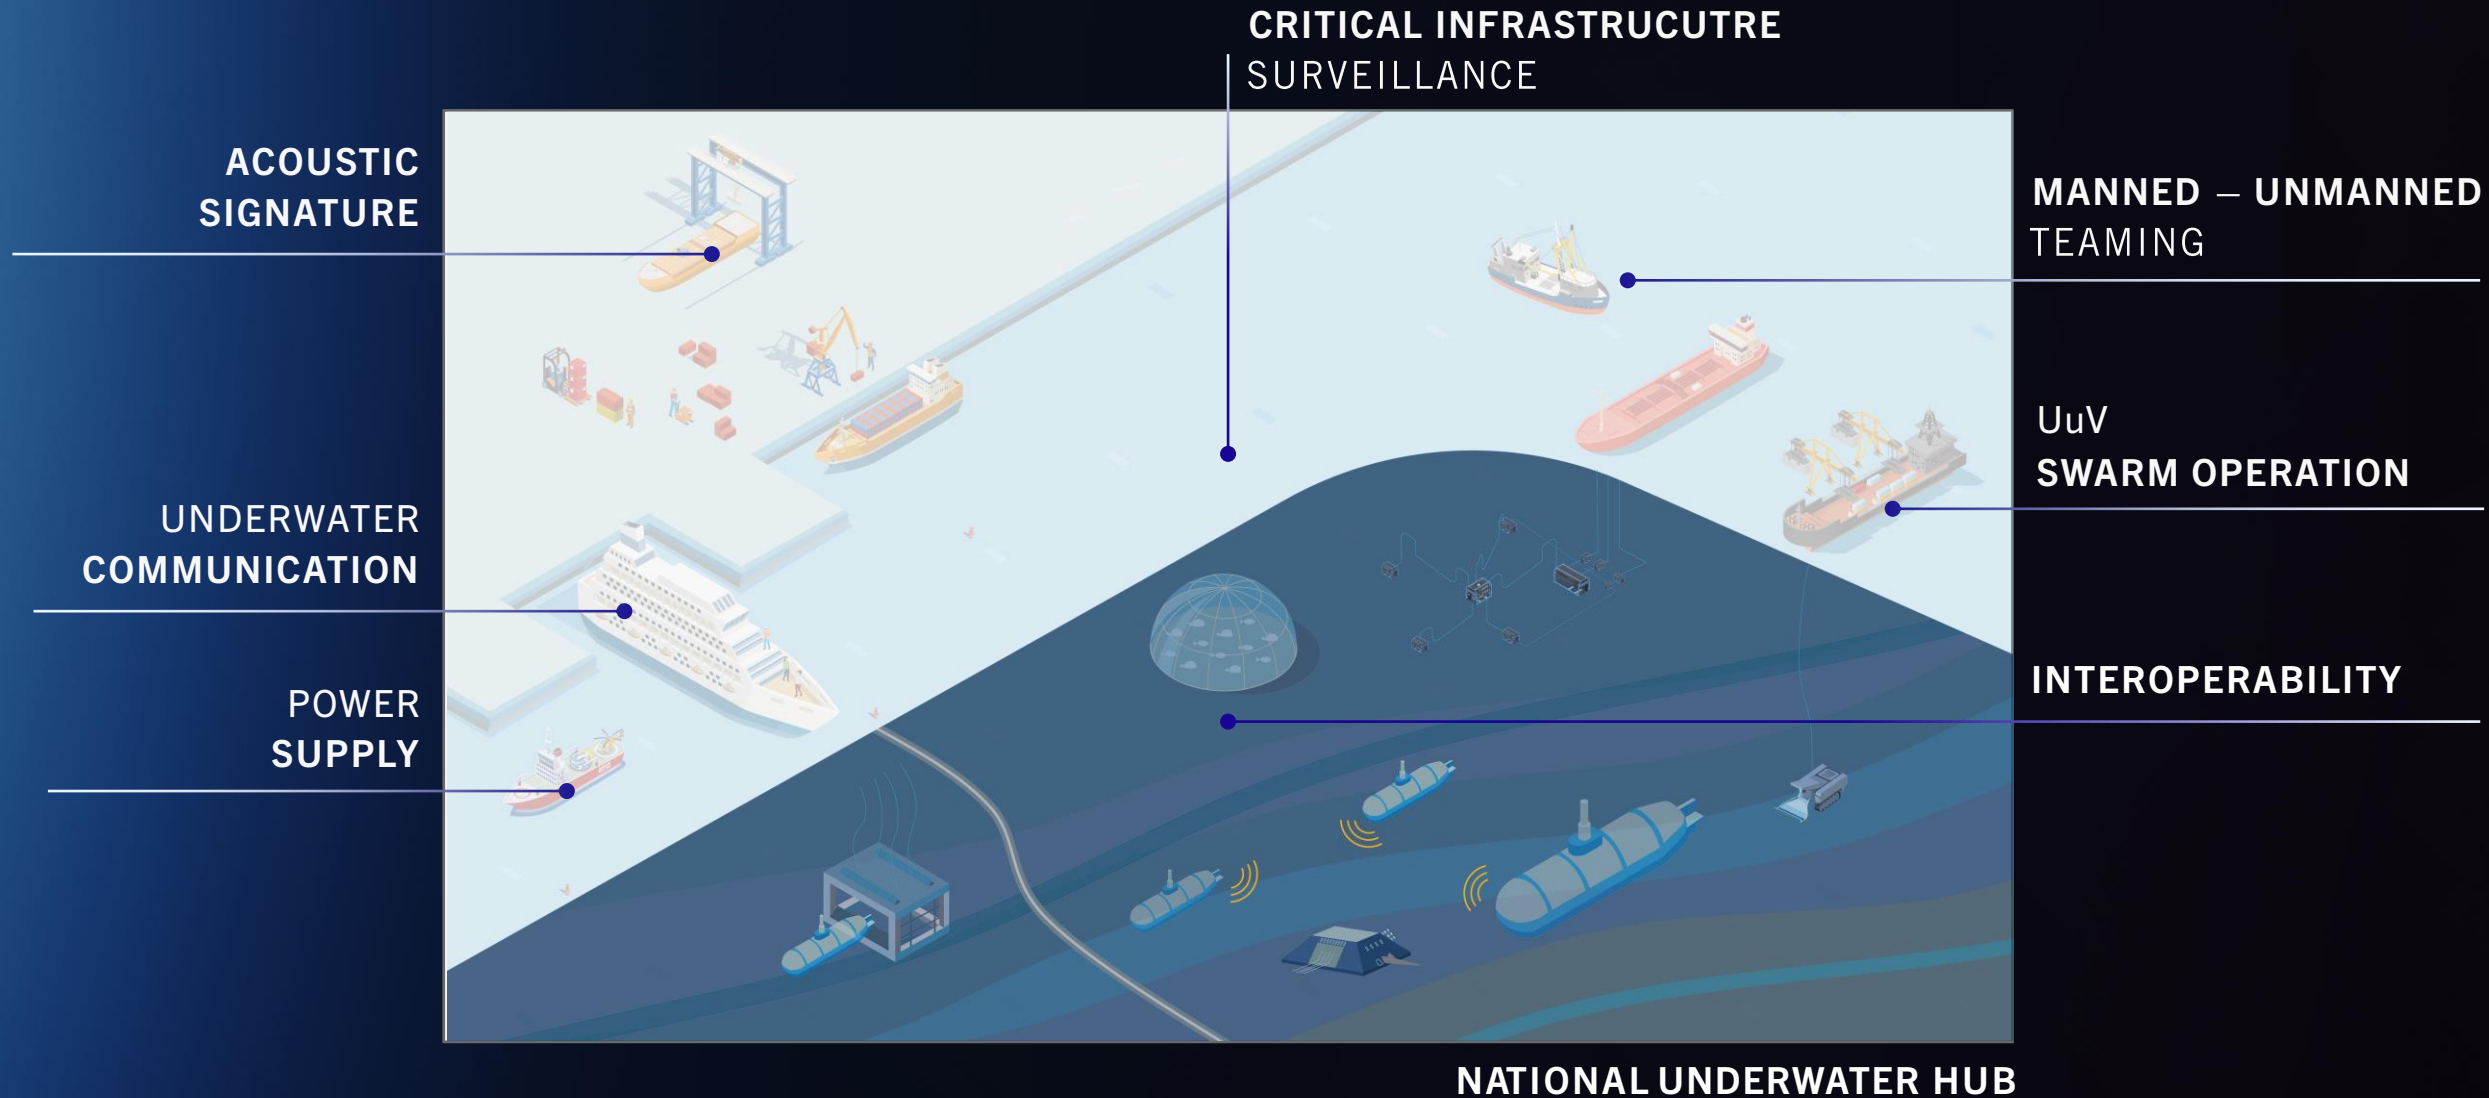 CRITICAL INFRASTRUCUTRE
SURVEILLANCE
ACOUSTIC
SIGNATURE
MANNED – UNMANNED
TEAMING
UuV
SWARM OPERATION
UNDERWATER
COMMUNICATION
INTEROPERABILITY
POWER
SUPPLY
NATIONAL UNDERWATER HUB